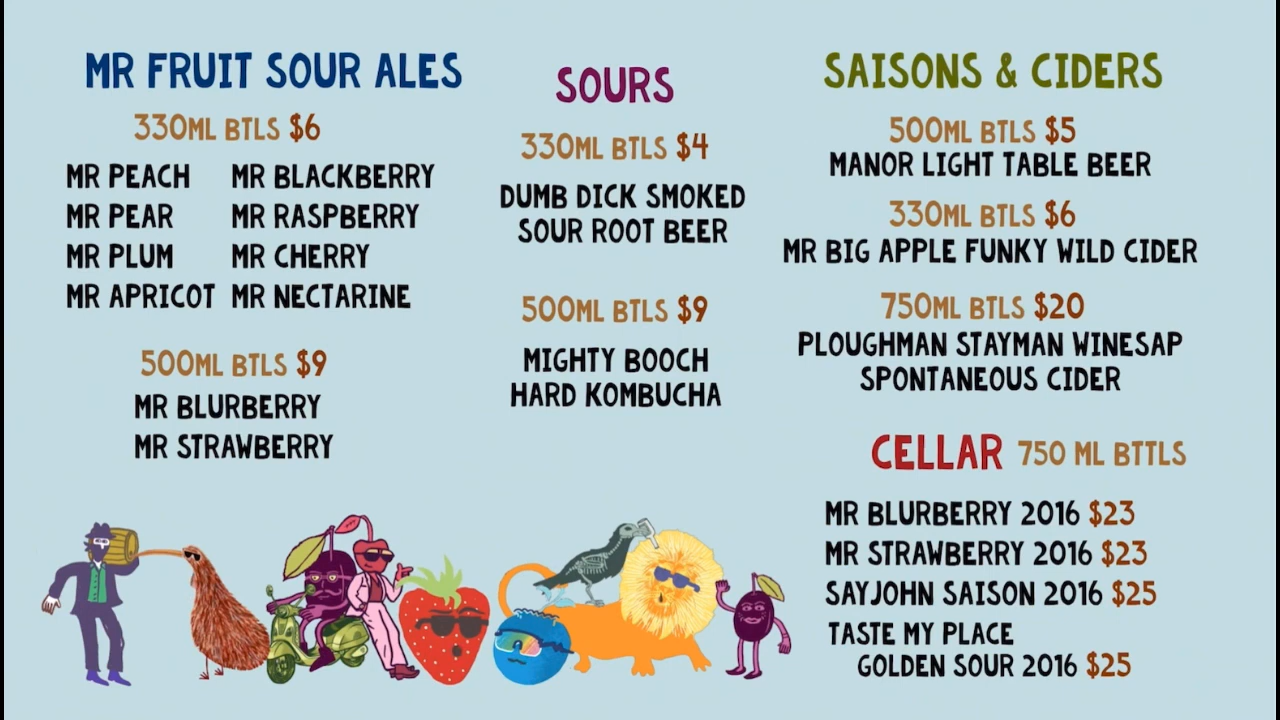 MR FRUIT SOUR ALES
330ML BTLS $6
MR PEACH MR BLACKBERRY
MR PEAR MR RASPBERRY
MR PLUM MR CHERRY
MR APRICOT MR NECTARINE
500ML BTLS $9
MR BLURBERRY
MR STRAWBERRY
SOURS
330ML BTLS $4
DUMB DICK SMOKED
SOUR ROOT BEER
500ML BTLS $9
MIGHTY BOOCH
HARD KOMBUCHA
SAISONS & CIDERS
500ML BTLS $5
MANOR LIGHT TABLE BEER
330ML BTLS $6
MR BIG APPLE FUNKY WILD CIDER
750ML BTLS $20
PLOUGHMAN STAYMAN WINESAP
SPONTANEOUS CIDER
CELLAR 750 ML BTTLS
MR BLURBERRY 2016 $23
MR STRAWBERRY 2016 $23
SAYJOHN SAISON 2016 $25
TASTE MY PLACE
GOLDEN SOUR 2016 $25